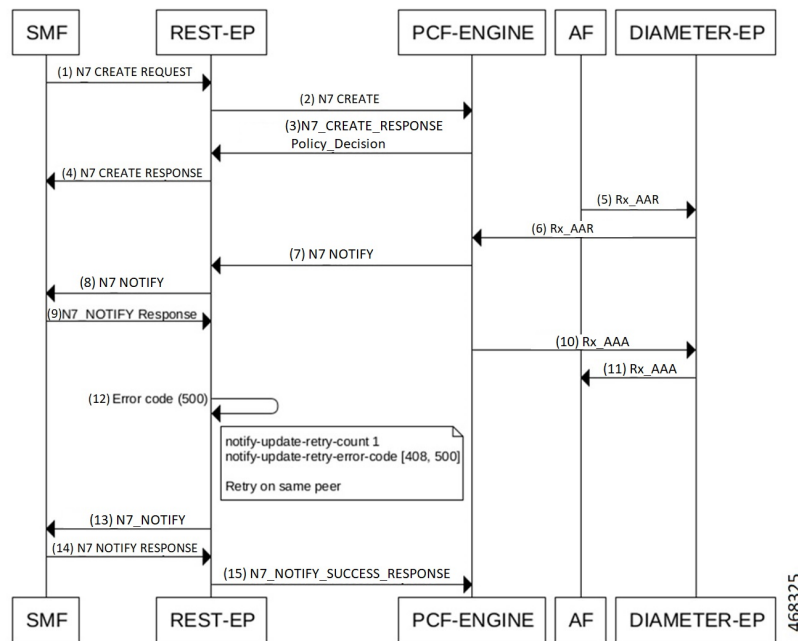 SMF REST-EP PCF-ENGINE AF DIAMETER-EP
(1) N7 CREATE REQUEST
(2) N7 CREATE
(3)N7_CREATE_RESPONSE
Policy_Decision
(4) N7 CREATE RESPONSE
(5) Rx_AAR
(6) Rx_AAR
(7) N7 NOTIFY
(8) N7 NOTIFY
(9)N7_NOTIFY Response
(10) Rx_AAA
(11) Rx_AAA
(12) Error code (500)
notify-update-retry-count 1
notify-update-retry-error-code [408, 500]
Retry on same peer
(13) N7_NOTIFY
(14) N7 NOTIFY RESPONSE
(15) N7_NOTIFY_SUCCESS_RESPONSE
SMF REST-EP PCF-ENGINE AF DIAMETER-EP
468325